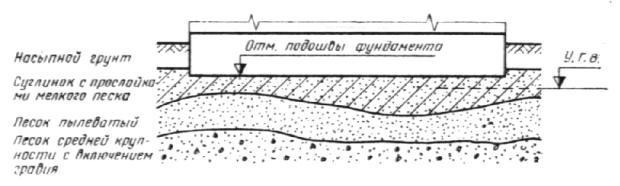 Отм. подошвы фундамента
У.г.в.
Насыпной грунт
Суглинок с прослойка-
ми мелкого песка
Песок пылеватый
Песок средней круп-
ности с включением
гравия